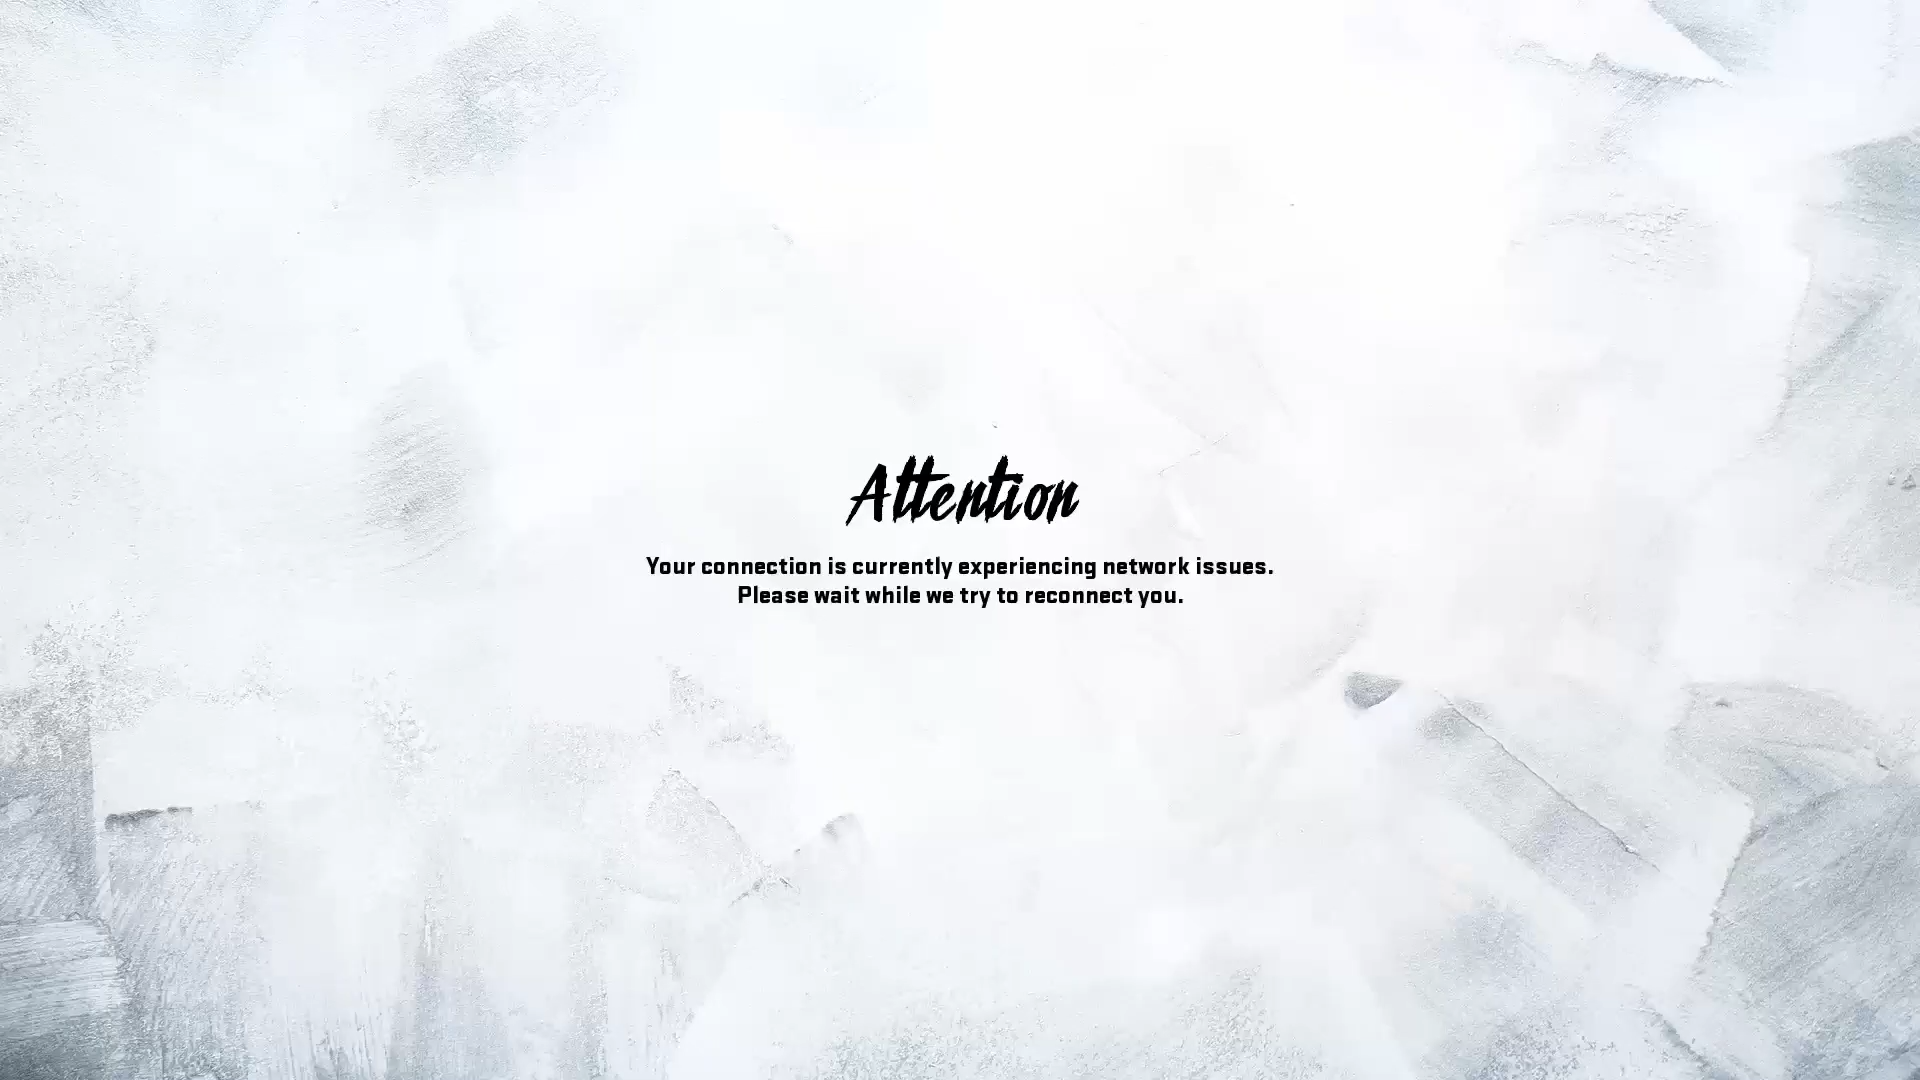 Attention
Your connection is currently experiencing network issues.
Please wait while we try to reconnect you.